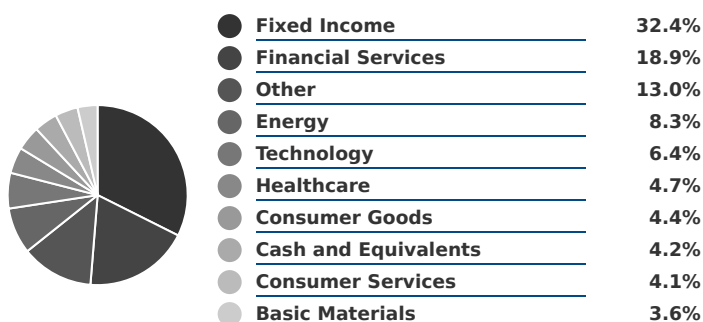 Fixed Income 32.4%
Financial Services 18.9%
Other 13.0%
Energy 8.3%
Technology 6.4%
Healthcare 4.7%
Consumer Goods 4.4%
Cash and Equivalents 4.2%
Consumer Services 4.1%
Basic Materials 3.6%